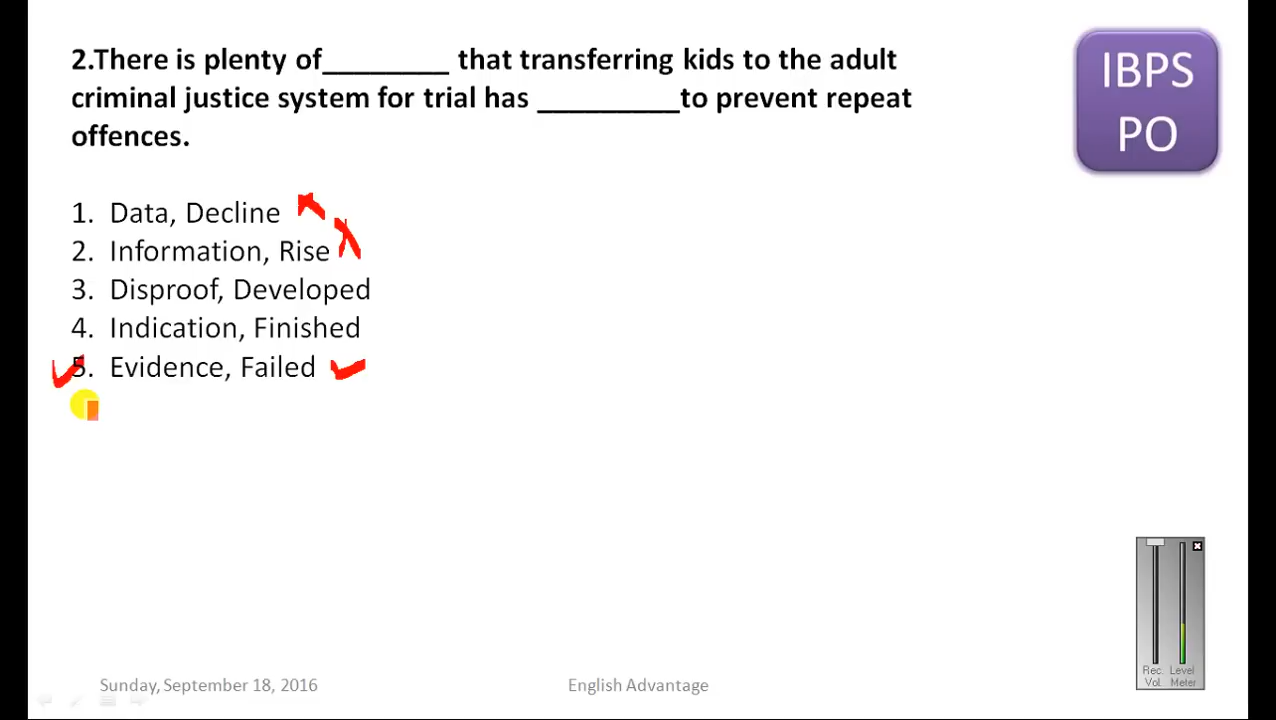 2.There is plenty of________ that transferring kids to the adult
criminal justice system for trial has _________to prevent repeat
offences.
IBPS
PO
1. Data, Decline
2. Information, Rise
3. Disproof, Developed
4. Indication, Finished
5. Evidence, Failed
Rec. Level
Vol. Meter
Sunday, September 18, 2016
English Advantage